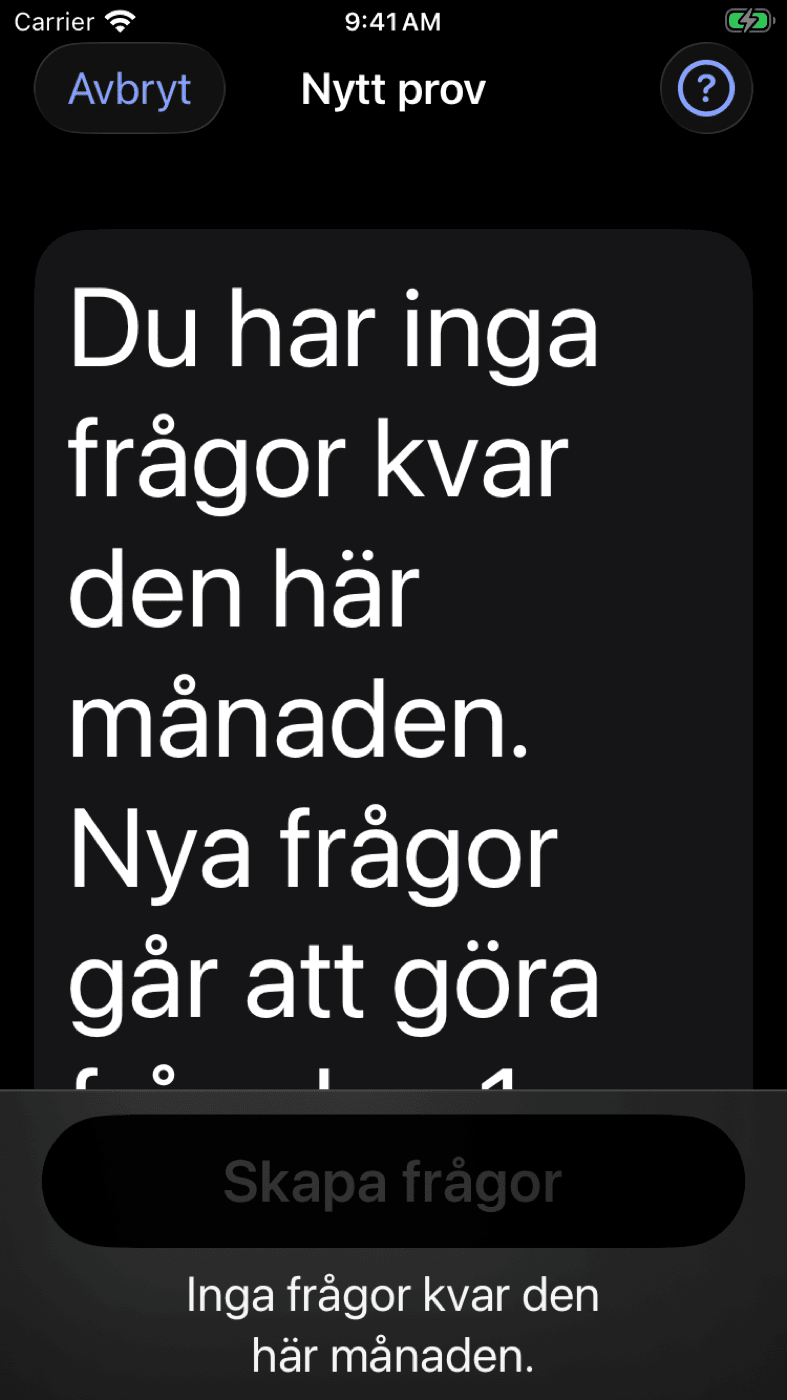 Carrier
9:41 AM
Avbryt
Nytt prov
?
Du har inga
frågor kvar
den här
månaden.
Nya frågor
går att göra
Skapa frågor
Inga frågor kvar den
här månaden.